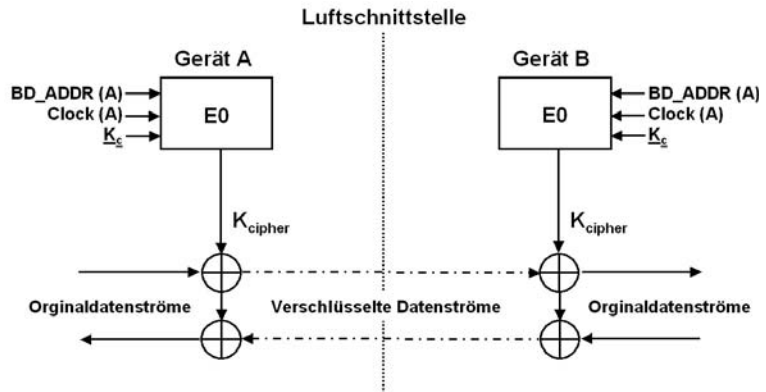 Luftschnittstelle
Gerät A
Gerät B
BD_ADDR (A)
Clock (A)
Kc
E0
E0
BD_ADDR (A)
Clock (A)
Kc
Kcipher
Kcipher
Orginaldatenströme
Verschlüsselte Datenströme
Orginaldatenströme